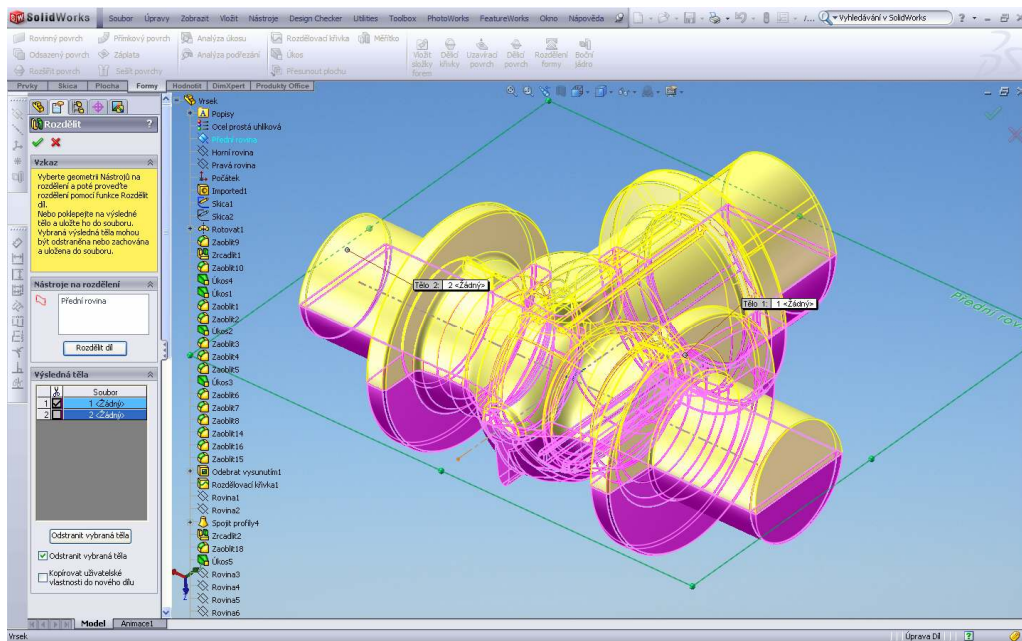 SolidWorks Soubor Úpravy Zobrazit Vložit Nástroje Design Checker Utilities Toolbox PhotoWorks FeatureWorks Okno Nápověda Vyhledávání v SolidWorks
Rovinný povrch Přímkový povrch Analýza úkosu Rozdělovací křivka Měřítko
Odsazený povrch Záplata Analýza podřezání Úkos
Rozšířit povrch Sešít povrchy Přesunout plochu
Vložit složky forem
Dělicí křivky
Uzavírací povrch
Dělicí povrch
Rozdělení formy
Boční jádro
Prvky Skica Plocha Formy Hodnotit DimXpert Produkty Office
Rozdělit ?
Vzkaz
Vyberte geometrii Nástrojů na
rozdělení a poté proveďte
rozdělení pomocí funkce Rozdělit
díl.
Nebo poklepejte na výsledné
tělo a uložte ho do souboru.
Vybraná výsledná těla mohou
být odstraněna nebo zachována
a uložena do souboru.
Nástroje na rozdělení
Přední rovina
Rozdělit díl
Výsledná těla
Soubor
1 1 <Žádný>
2 2 <Žádný>
Odstranit vybraná těla
Odstranit vybraná těla
Kopírovat uživatelské
vlastnosti do nového dílu
Vrsek
Popisy
Ocel prostá uhlíková
Přední rovina
Horní rovina
Pravá rovina
Počátek
Imported1
Skica1
Skica2
Rotovat1
Zaoblit9
Zrcadlit1
Zaoblit10
Úkos4
Úkos1
Zaoblit1
Zaoblit2
Úkos2
Zaoblit3
Zaoblit4
Zaoblit5
Úkos3
Zaoblit6
Zaoblit7
Zaoblit8
Zaoblit14
Zaoblit16
Zaoblit15
Odebrat vysunutím1
Rozdělovací křivka1
Rovina1
Rovina2
Spojit profily4
Zrcadlit2
Zaoblit18
Úkos5
Rovina3
Rovina4
Rovina5
Rovina6
Tělo 2: 2 <Žádný>
Tělo 1: 1 <Žádný>
Přední rov
Model Animace1
Vrsek Úprava Díl